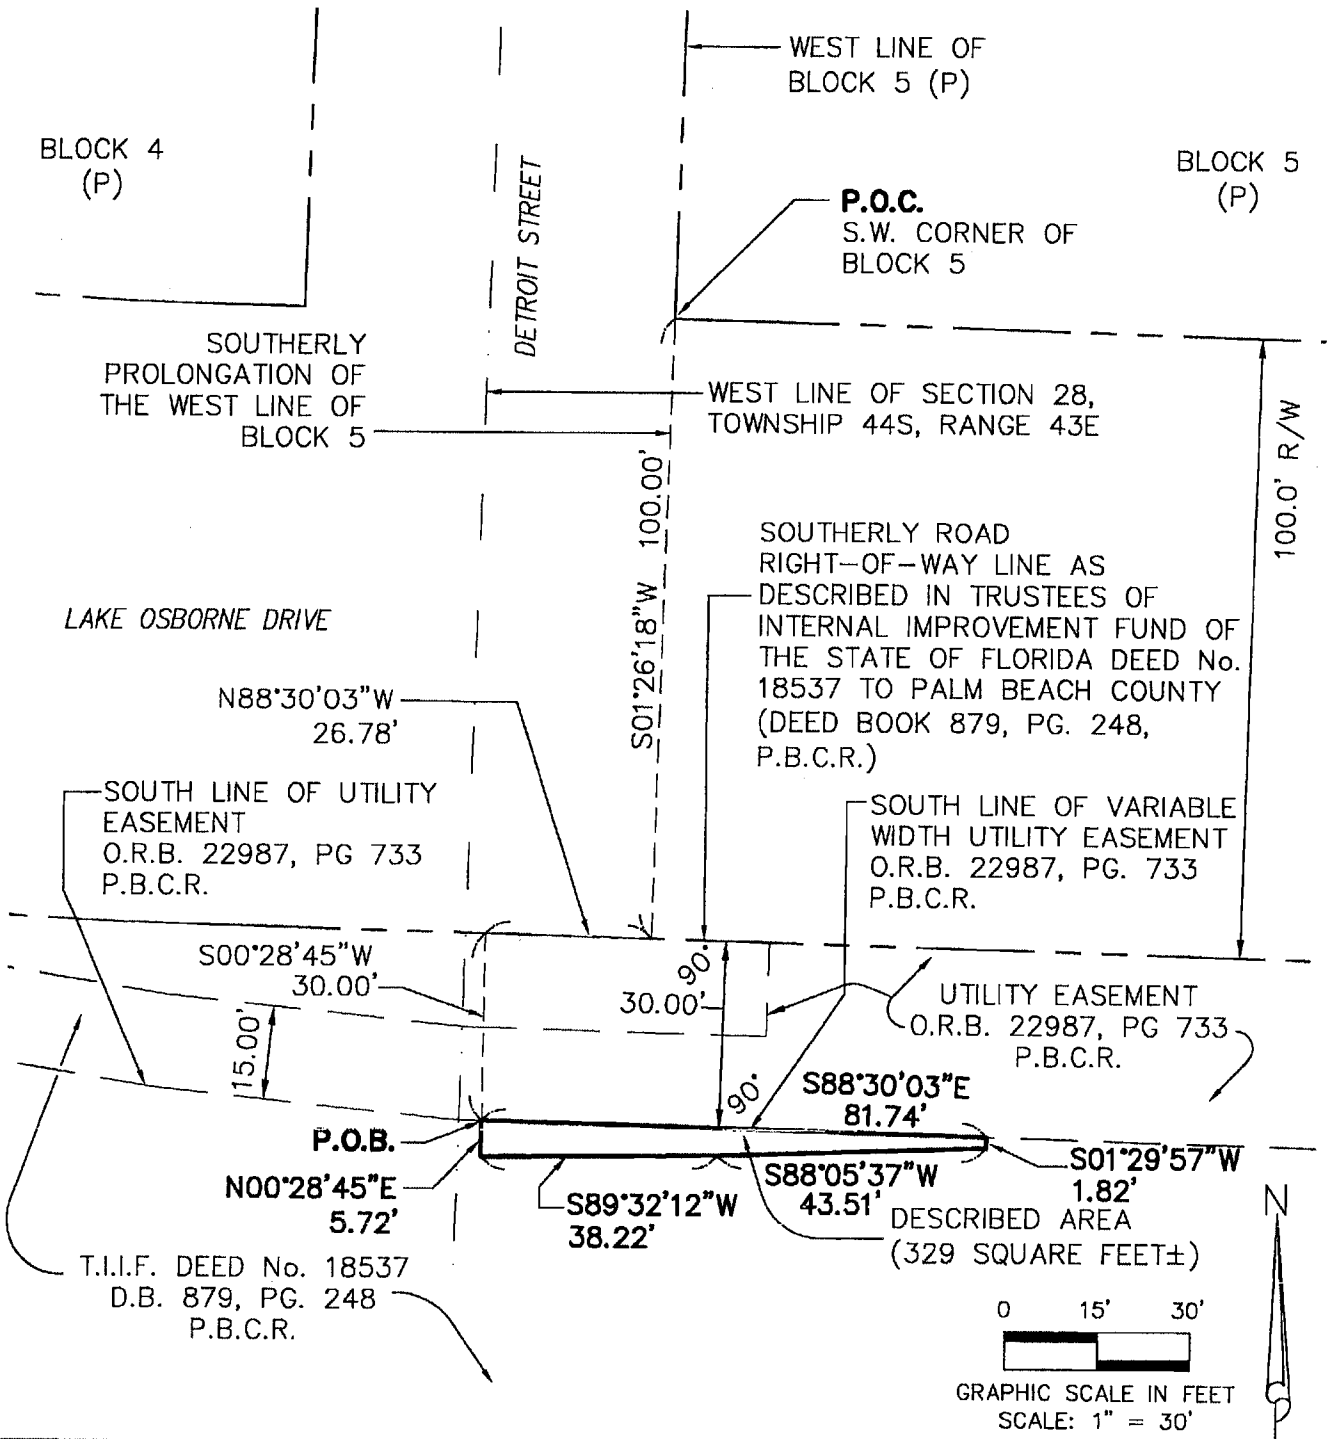 WEST LINE OF
BLOCK 5 (P)
BLOCK 4
(P)
BLOCK 5
(P)
DETROIT STREET
P.O.C.
S.W. CORNER OF
BLOCK 5
SOUTHERLY
PROLONGATION OF
THE WEST LINE OF
BLOCK 5
WEST LINE OF SECTION 28,
TOWNSHIP 44S, RANGE 43E
100.0' R/W
S01°26'18"W 100.00'
SOUTHERLY ROAD
RIGHT-OF-WAY LINE AS
DESCRIBED IN TRUSTEES OF
INTERNAL IMPROVEMENT FUND OF
THE STATE OF FLORIDA DEED No.
18537 TO PALM BEACH COUNTY
(DEED BOOK 879, PG. 248,
P.B.C.R.)
LAKE OSBORNE DRIVE
N88°30'03"W
26.78'
SOUTH LINE OF UTILITY
EASEMENT
O.R.B. 22987, PG 733
P.B.C.R.
SOUTH LINE OF VARIABLE
WIDTH UTILITY EASEMENT
O.R.B. 22987, PG. 733
P.B.C.R.
S00°28'45"W
30.00'
90°
30.00'
UTILITY EASEMENT
O.R.B. 22987, PG 733
P.B.C.R.
15.00'
90°
S88°30'03"E
81.74'
P.O.B.
N00°28'45"E
5.72'
S89°32'12"W
38.22'
S88°05'37"W
43.51'
S01°29'57"W
1.82'
DESCRIBED AREA
(329 SQUARE FEET±)
N
T.I.I.F. DEED No. 18537
D.B. 879, PG. 248
P.B.C.R.
0 15' 30'
GRAPHIC SCALE IN FEET
SCALE: 1" = 30'